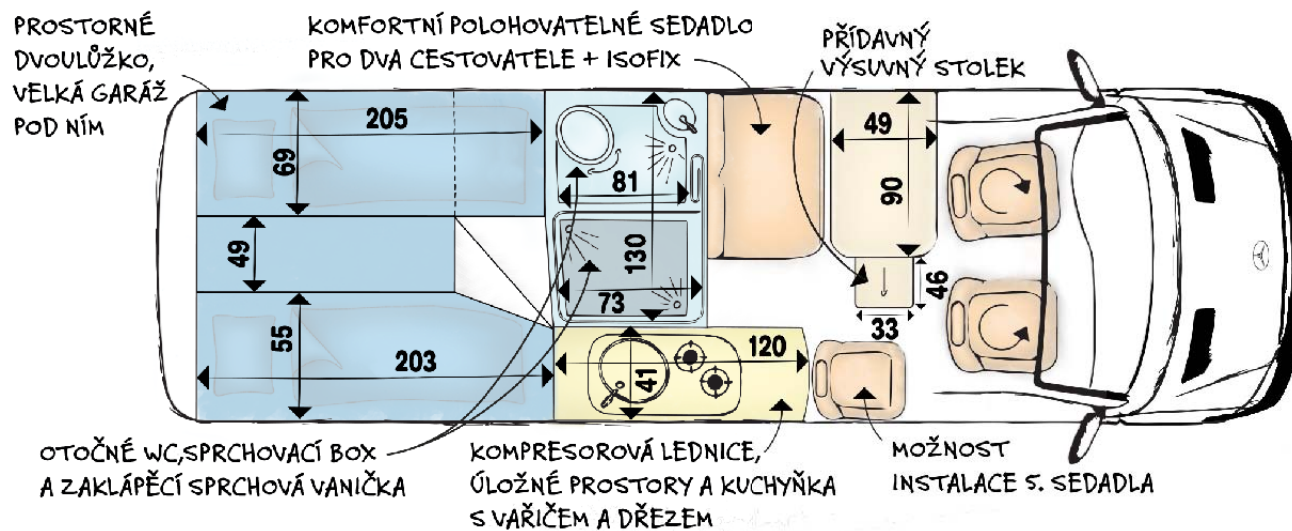 PROSTORNÉ
DVOULŮŽKO,
VELKÁ GARÁŽ
POD NÍM
KOMFORTNÍ POLOHOVATELNÉ SEDADLO
PRO DVA CESTOVATELE + ISOFIX
PŘÍDAVNÝ
VÝSUVNÝ STOLEK
205
69
49
55
203
81
130
73
41
120
49
90
46
33
OTOČNÉ WC,SPRCHOVACÍ BOX
A ZAKLÁPĚCÍ SPRCHOVÁ VANIČKA
KOMPRESOROVÁ LEDNICE,
ÚLOŽNÉ PROSTORY A KUCHYŇKA
S VAŘIČEM A DŘEZEM
MOŽNOST
INSTALACE 5. SEDADLA